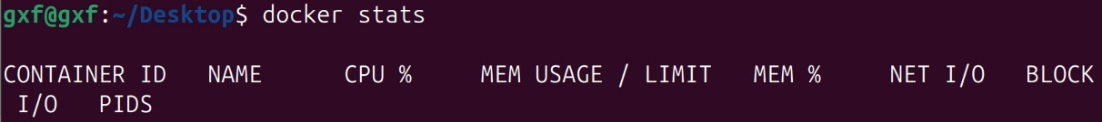 gxf@gxf:~/Desktop$ docker stats
CONTAINER ID   NAME      CPU %     MEM USAGE / LIMIT   MEM %     NET I/O   BLOCK
 I/O   PIDS